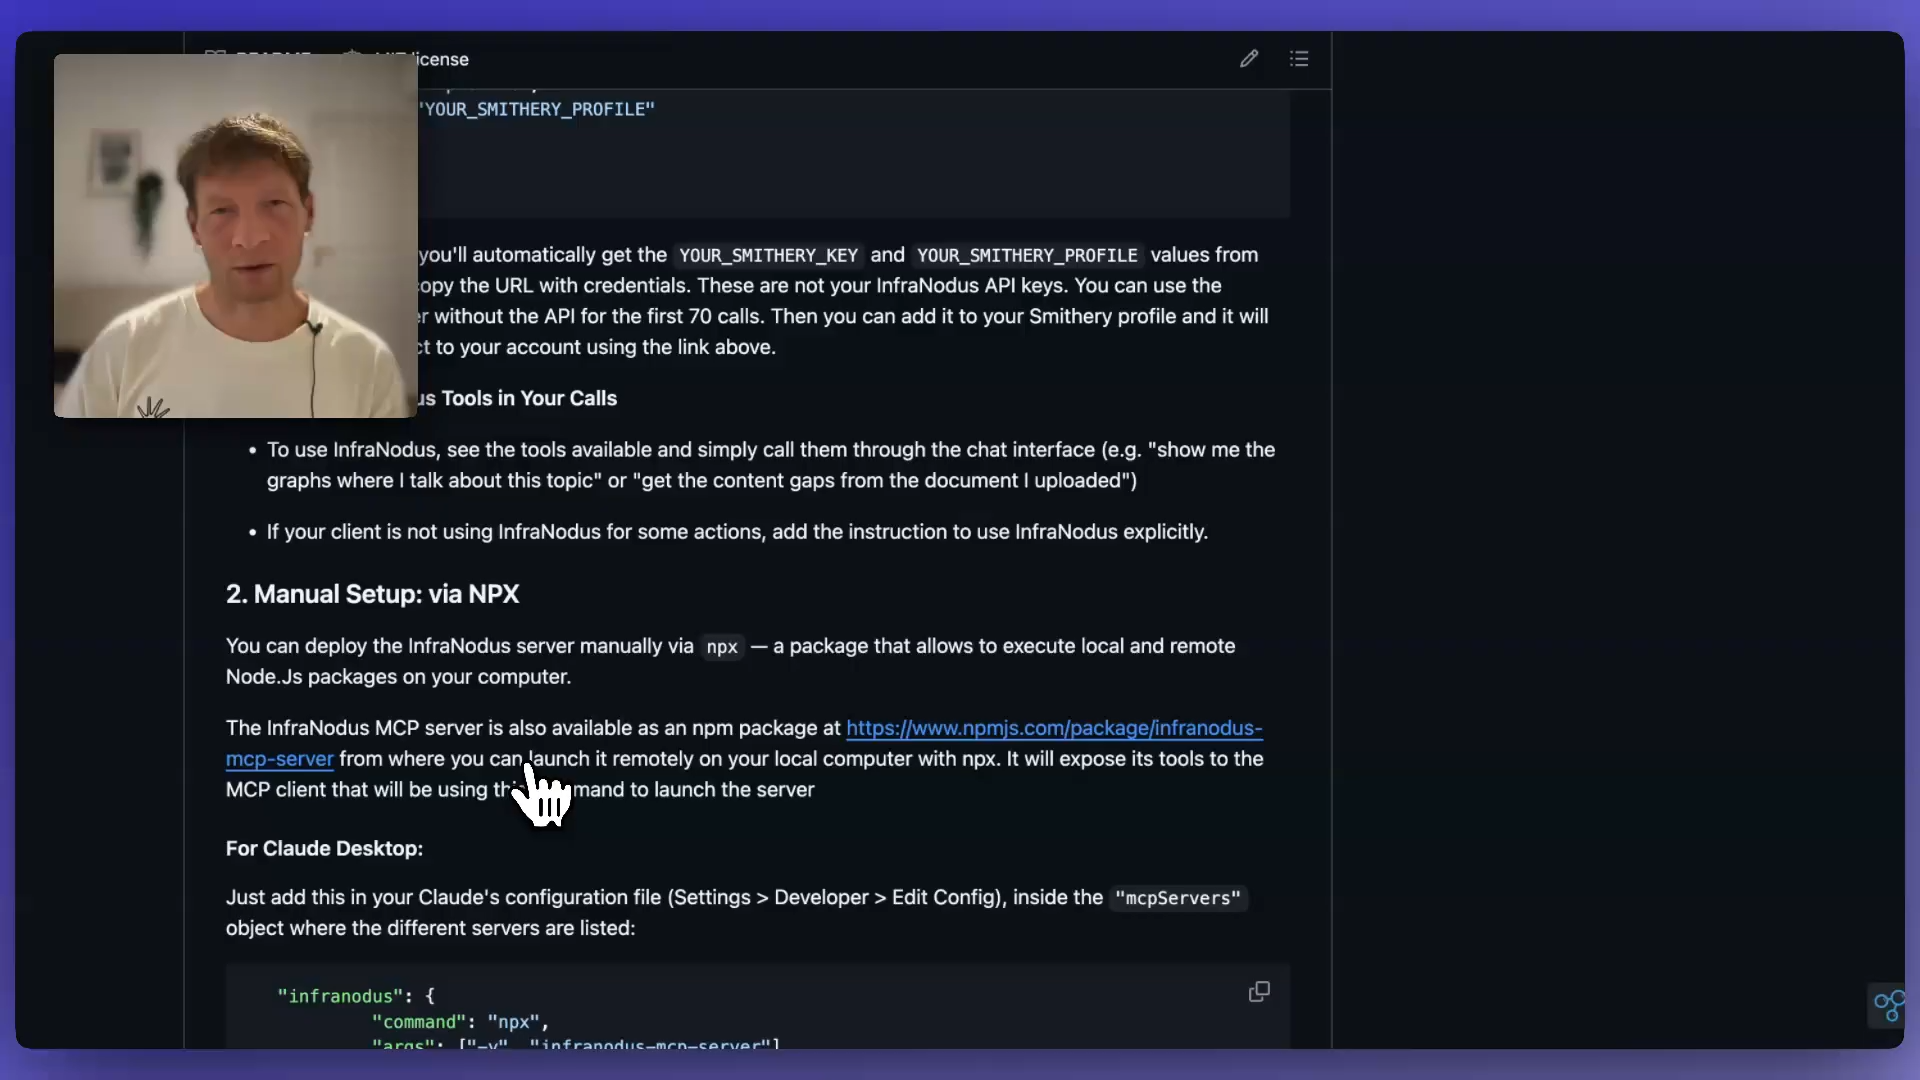 icense
"YOUR_SMITHERY_PROFILE"
you'll automatically get the YOUR_SMITHERY_KEY and YOUR_SMITHERY_PROFILE values from
opy the URL with credentials. These are not your InfraNodus API keys. You can use the
r without the API for the first 70 calls. Then you can add it to your Smithery profile and it will
ct to your account using the link above.
us Tools in Your Calls
• To use InfraNodus, see the tools available and simply call them through the chat interface (e.g. "show me the
graphs where I talk about this topic" or "get the content gaps from the document I uploaded")
• If your client is not using InfraNodus for some actions, add the instruction to use InfraNodus explicitly.
2. Manual Setup: via NPX
You can deploy the InfraNodus server manually via npx — a package that allows to execute local and remote
Node.Js packages on your computer.
The InfraNodus MCP server is also available as an npm package at https://www.npmjs.com/package/infranodus-
mcp-server from where you can launch it remotely on your local computer with npx. It will expose its tools to the
MCP client that will be using th mand to launch the server
For Claude Desktop:
Just add this in your Claude's configuration file (Settings > Developer > Edit Config), inside the "mcpServers"
object where the different servers are listed:
"infranodus": {
"command": "npx",
"args": ["-y", "infranodus-mcp-server"]